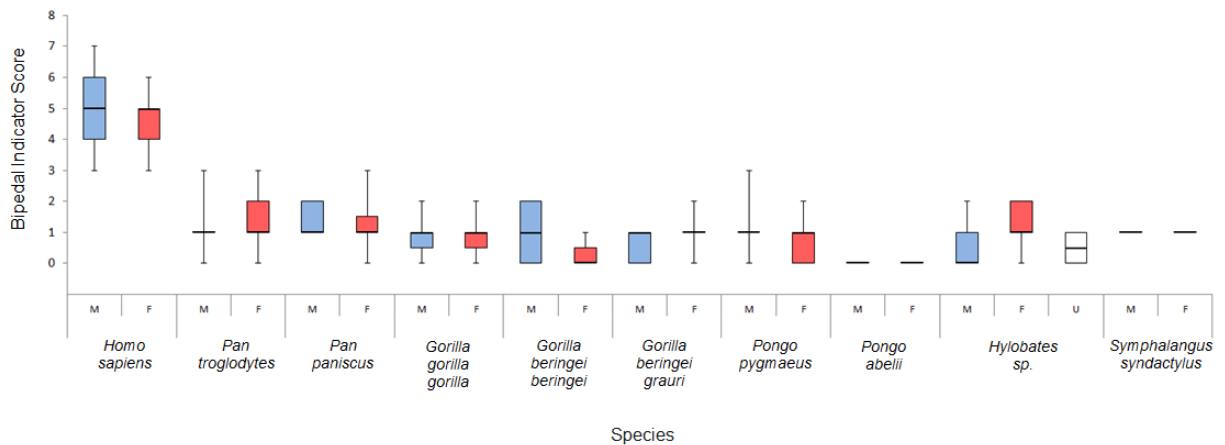 Bipedal Indicator Score
8
7
6
5
4
3
2
1
0
M F M F M F M F M F M F M F M F M F U M F
Homo sapiens
Pan troglodytes
Pan paniscus
Gorilla gorilla gorilla
Gorilla beringei beringei
Gorilla beringei grauri
Pongo pygmaeus
Pongo abelii
Hylobates sp.
Symphalangus syndactylus
Species